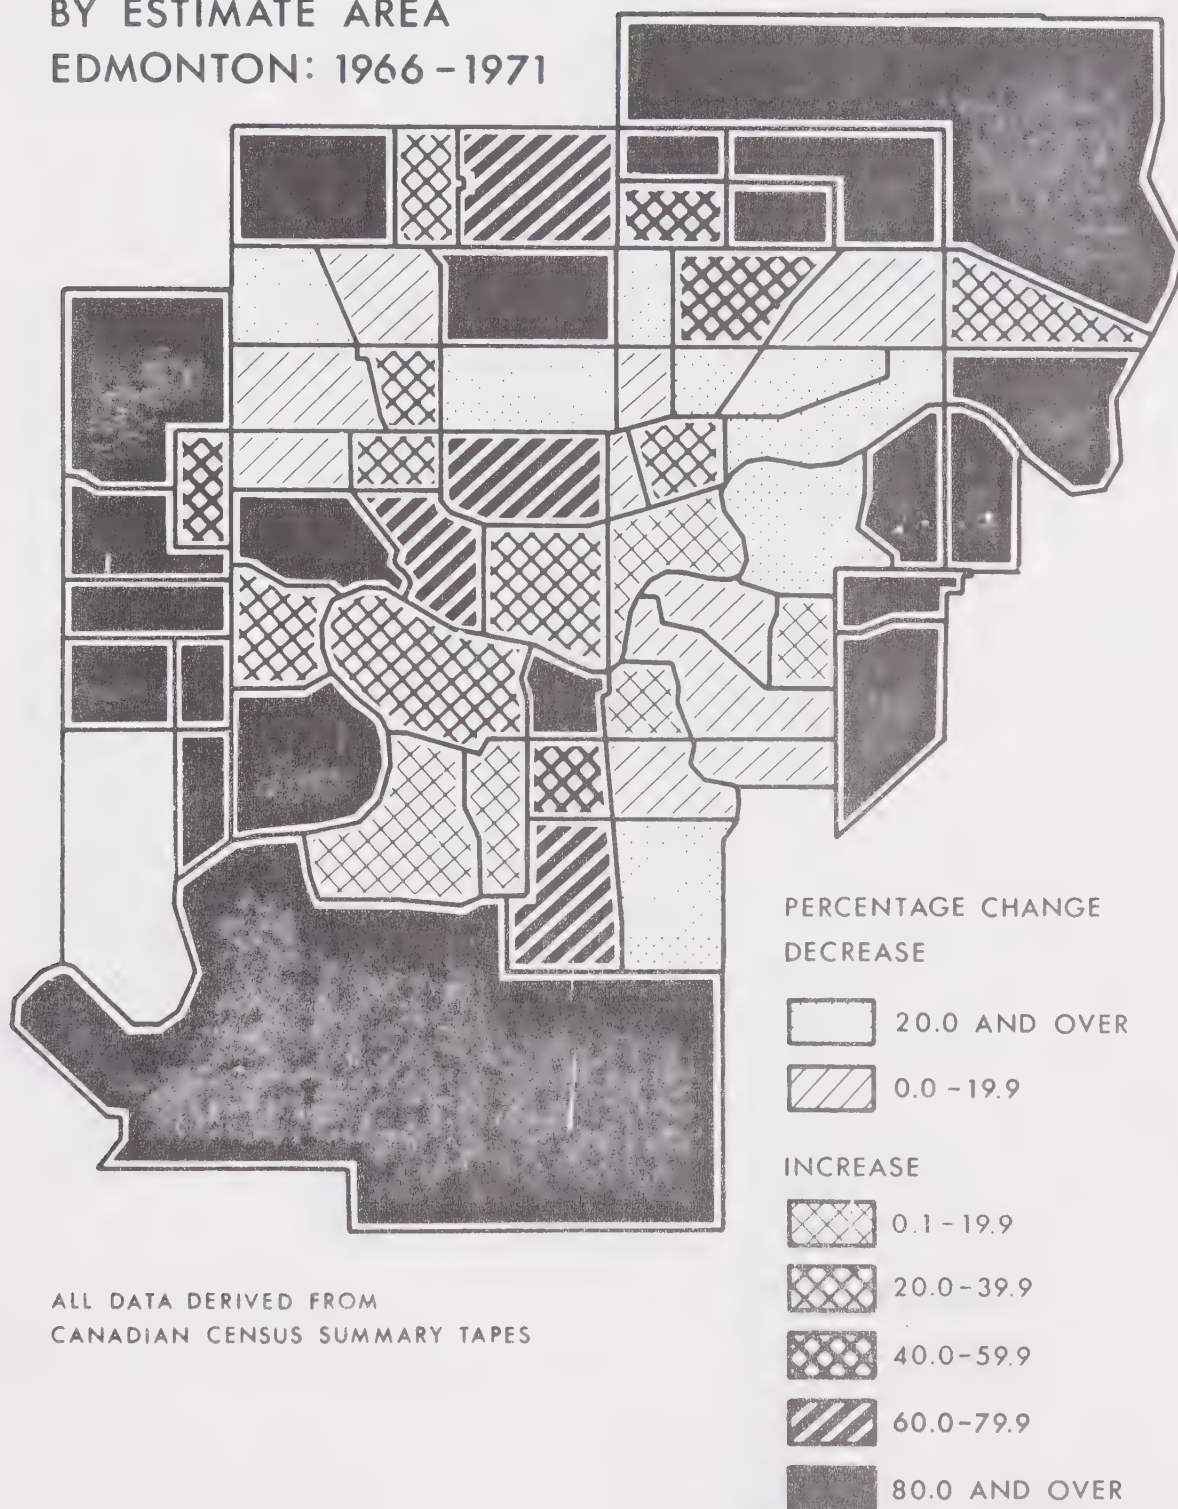 BY ESTIMATE AREA
EDMONTON: 1966-1971
PERCENTAGE CHANGE
DECREASE
20.0 AND OVER
0.0-19.9
INCREASE
0.1-19.9
20.0-39.9
40.0-59.9
60.0-79.9
80.0 AND OVER
ALL DATA DERIVED FROM
CANADIAN CENSUS SUMMARY TAPES